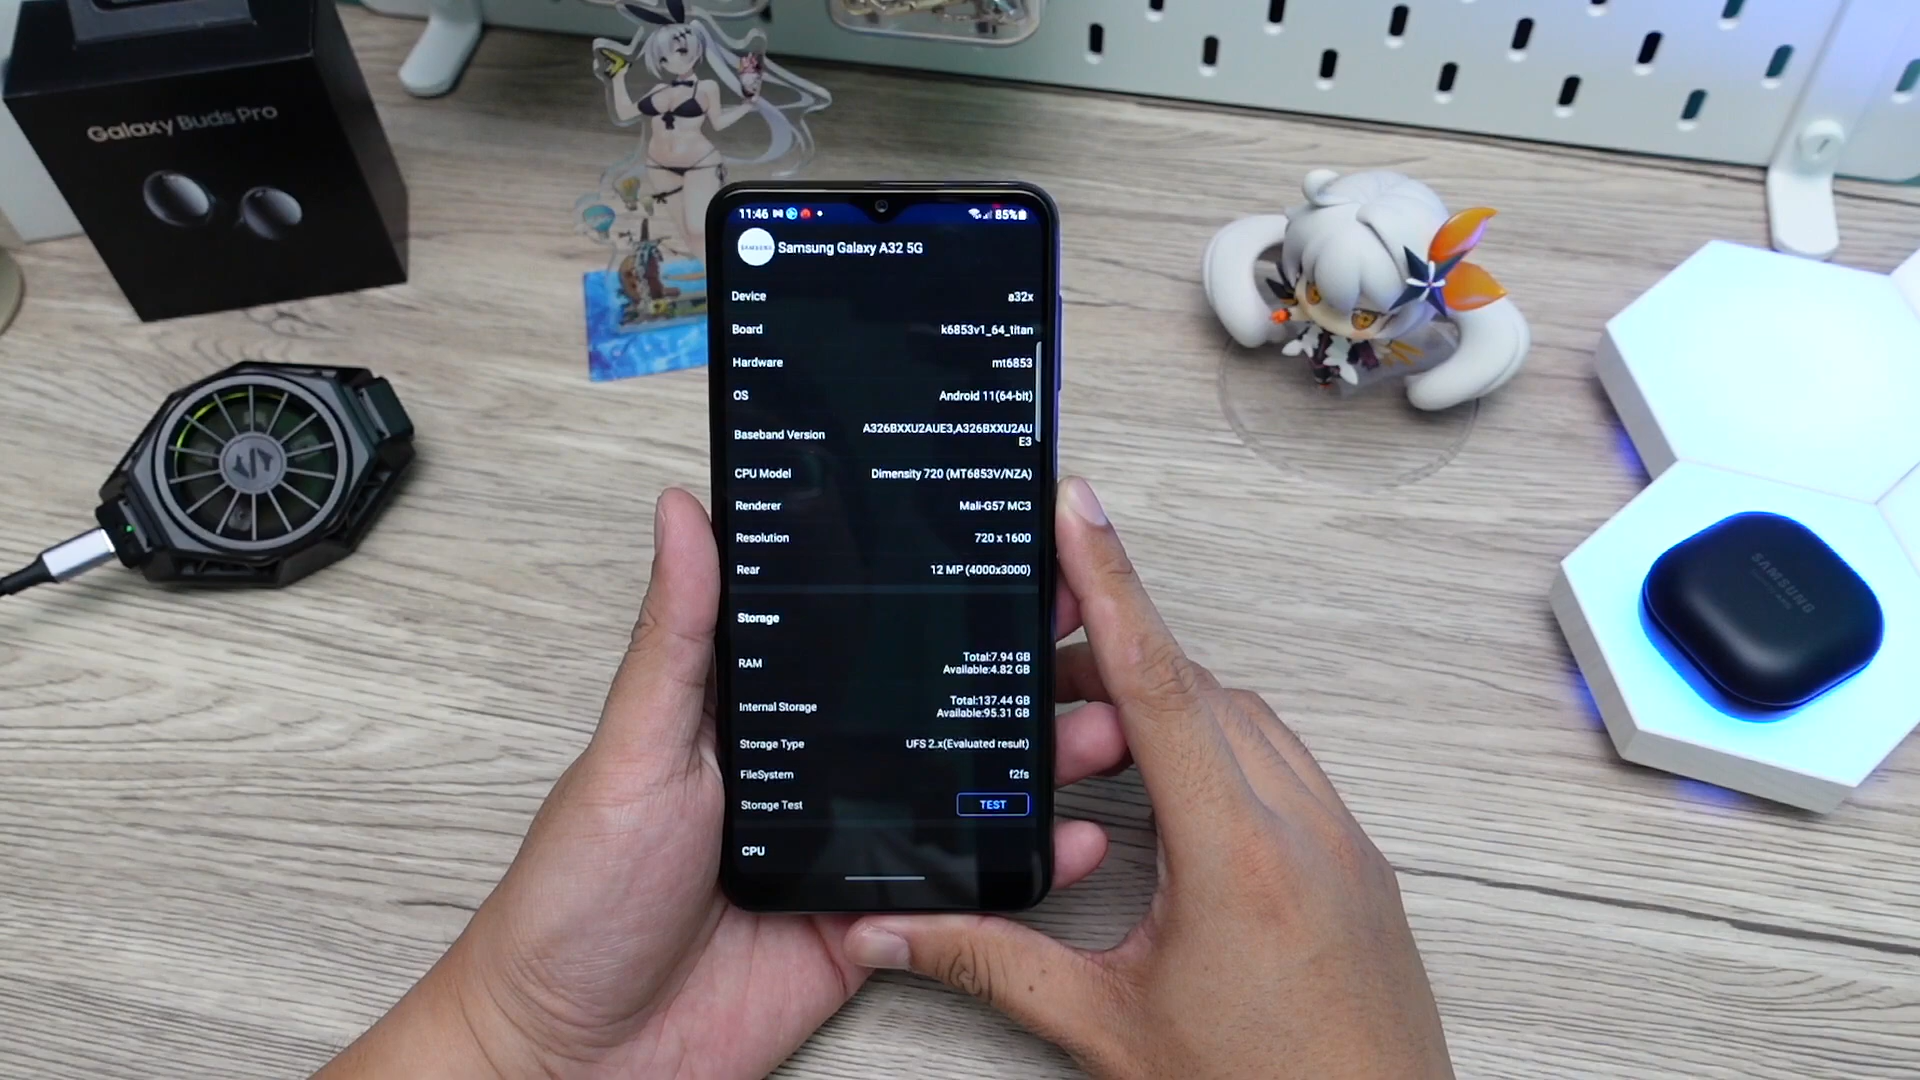 Galaxy Buds Pro
11:46
85%
SAMSUNG
Samsung Galaxy A32 5G
Device a32x
Board k6853v1_64_titan
Hardware mt6853
OS Android 11(64-bit)
Baseband Version A326BXXU2AUE3,A326BXXU2AU
E3
CPU Model Dimensity 720 (MT6853V/NZA)
Renderer Mali-G57 MC3
Resolution 720 x 1600
Rear 12 MP (4000x3000)
Storage
RAM Total:7.94 GB
Available:4.82 GB
Internal Storage Total:137.44 GB
Available:95.31 GB
Storage Type UFS 2.x(Evaluated result)
FileSystem f2fs
Storage Test TEST
CPU
SAMSUNG